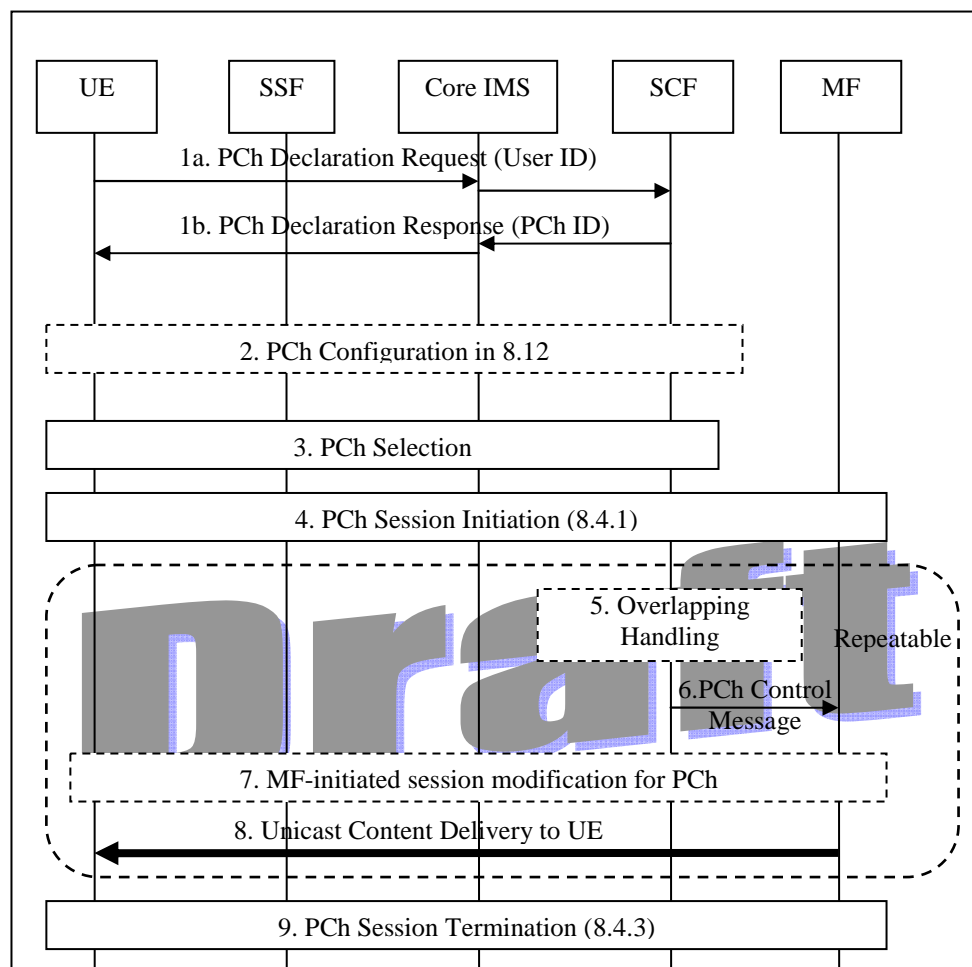 UE SSF Core IMS SCF MF
1a. PCh Declaration Request (User ID)
1b. PCh Declaration Response (PCh ID)
2. PCh Configuration in 8.12
3. PCh Selection
4. PCh Session Initiation (8.4.1)
Draft
5. Overlapping
Handling
Repeatable
6.PCh Control
Message
7. MF-initiated session modification for PCh
8. Unicast Content Delivery to UE
9. PCh Session Termination (8.4.3)